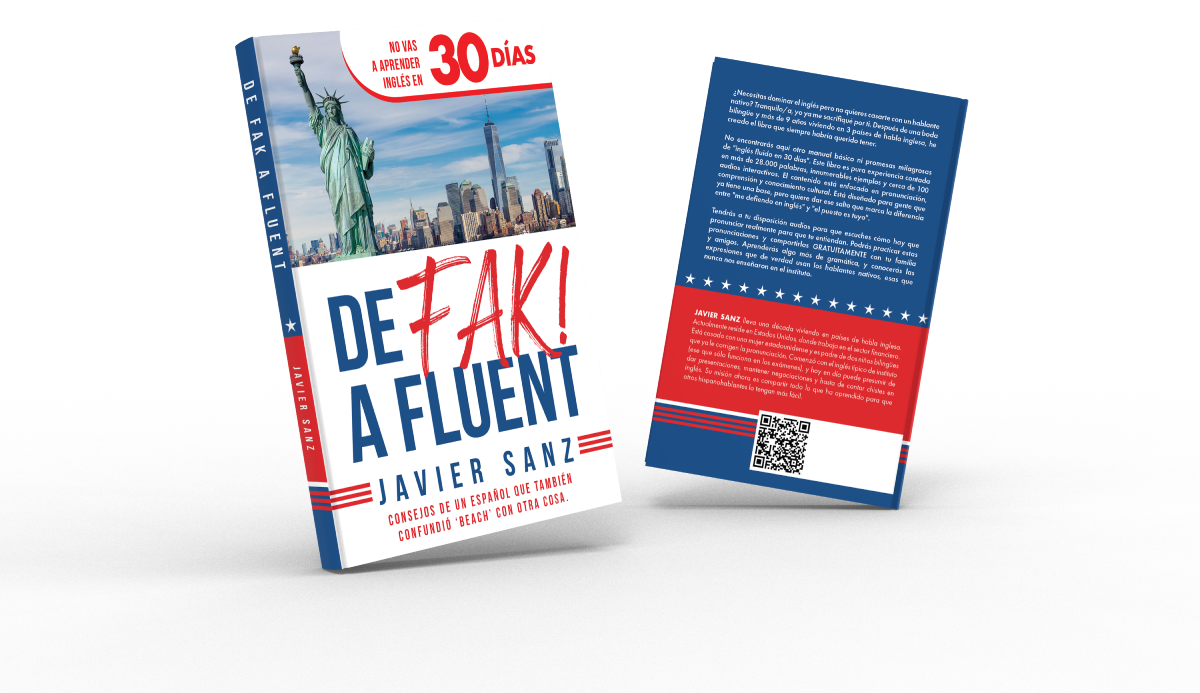 DE FAK A FLUENT
JAVIER SANZ
NO VAS
A APRENDER
INGLÉS EN
30 DÍAS
DE FAK!
A FLUENT
JAVIER SANZ
CONSEJOS DE UN ESPAÑOL QUE TAMBIÉN
CONFUNDIÓ ‘BEACH’ CON OTRA COSA.
¿Necesitas dominar el inglés pero no quieres casarte con un hablante
nativo? Tranquilo/a, yo ya me sacrifiqué por ti. Después de una boda
bilingüe y más de 9 años viviendo en 3 países de habla inglesa, he
creado el libro que siempre habría querido tener.
No encontrarás aquí otro manual básico ni promesas milagrosas
de "inglés fluido en 30 días". Este libro es pura experiencia contada
en más de 28.000 palabras, innumerables ejemplos y cerca de 100
audios interactivos. El contenido está enfocado en pronunciación,
comprensión y conocimiento cultural. Está diseñado para gente que
ya tiene una base, pero quiere dar ese salto que marca la diferencia
entre "me defiendo en inglés" y "el puesto es tuyo".
Tendrás a tu disposición audios para que escuches cómo hay que
pronunciar realmente para que te entiendan. Podrás practicar estas
pronunciaciones y compartirlos GRATUITAMENTE con tu familia
y amigos. Aprenderás algo más de gramática, y conocerás las
expresiones que de verdad usan los hablantes nativos, esas que
nunca nos enseñaron en el instituto.
JAVIER SANZ lleva una década viviendo en países de habla inglesa.
Actualmente reside en Estados Unidos, donde trabaja en el sector financiero.
Está casado con una mujer estadounidense y es padre de dos niños bilingües
que ya le corrigen la pronunciación. Comenzó con el inglés típico de instituto
(ese que sólo funciona en los exámenes), y hoy en día puede presumir de
dar presentaciones, mantener negociaciones y hasta de contar chistes en
inglés. Su misión ahora es compartir todo lo que ha aprendido para que
otros hispanohablantes lo tengan más fácil.